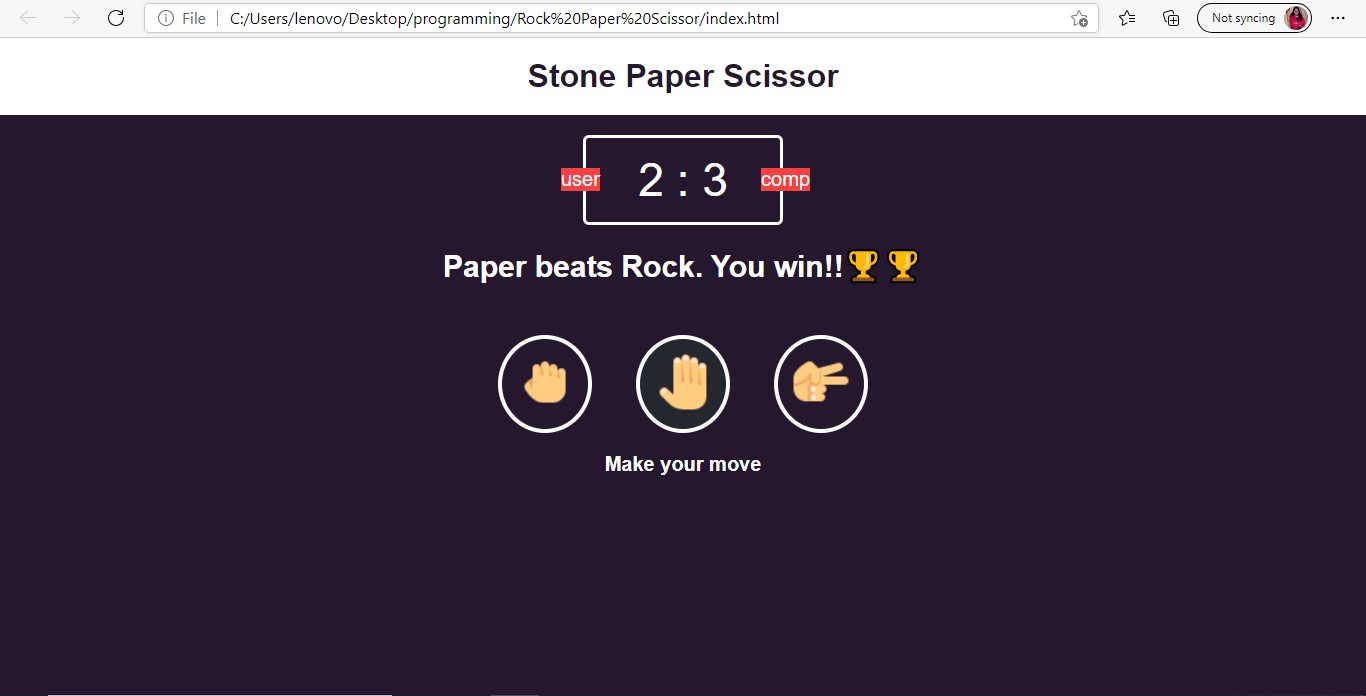 File C:/Users/lenovo/Desktop/programming/Rock%20Paper%20Scissor/index.html Not syncing
Stone Paper Scissor
user 2 : 3 comp
Paper beats Rock. You win!!🏆🏆
Make your move